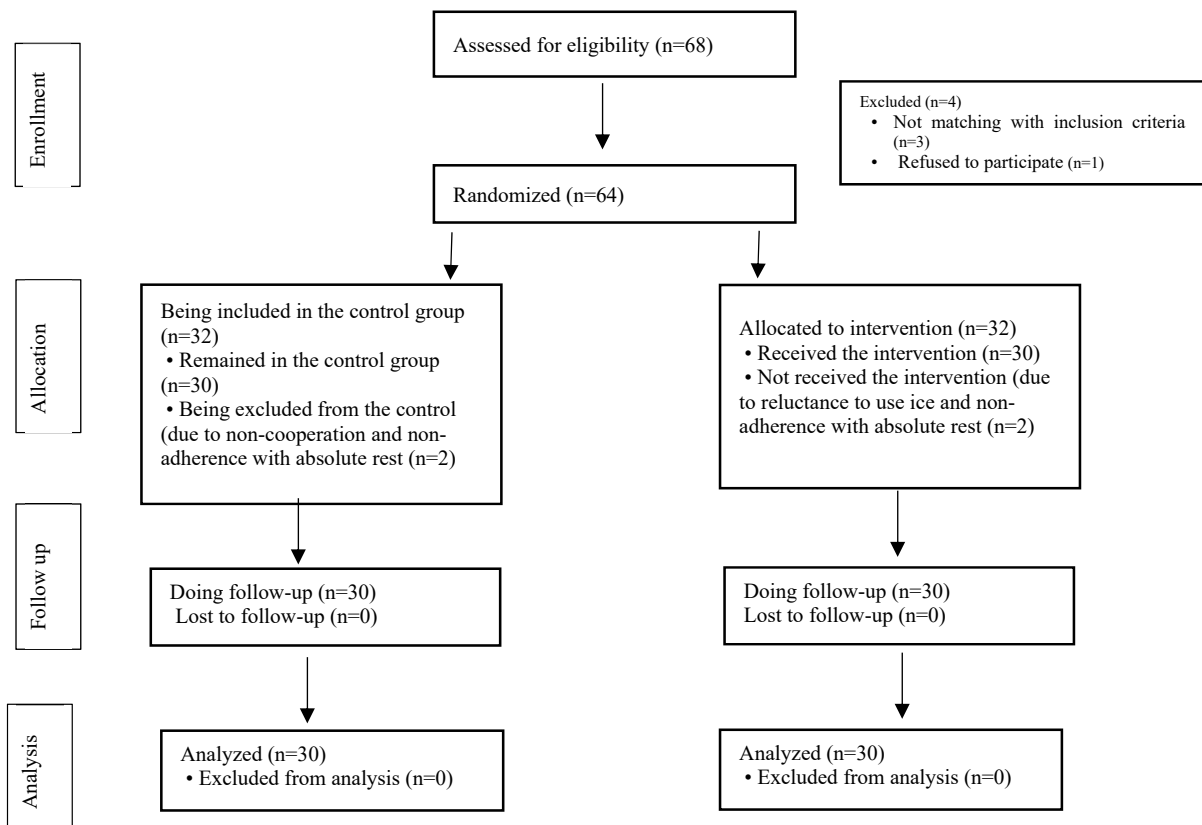 Enrollment
Assessed for eligibility (n=68)
Excluded (n=4)
• Not matching with inclusion criteria
(n=3)
• Refused to participate (n=1)
Randomized (n=64)
Allocation
Being included in the control group
(n=32)
• Remained in the control group
(n=30)
• Being excluded from the control
(due to non-cooperation and non-
adherence with absolute rest (n=2)
Allocated to intervention (n=32)
• Received the intervention (n=30)
• Not received the intervention (due
to reluctance to use ice and non-
adherence with absolute rest (n=2)
Follow up
Doing follow-up (n=30)
Lost to follow-up (n=0)
Doing follow-up (n=30)
Lost to follow-up (n=0)
Analysis
Analyzed (n=30)
• Excluded from analysis (n=0)
Analyzed (n=30)
• Excluded from analysis (n=0)